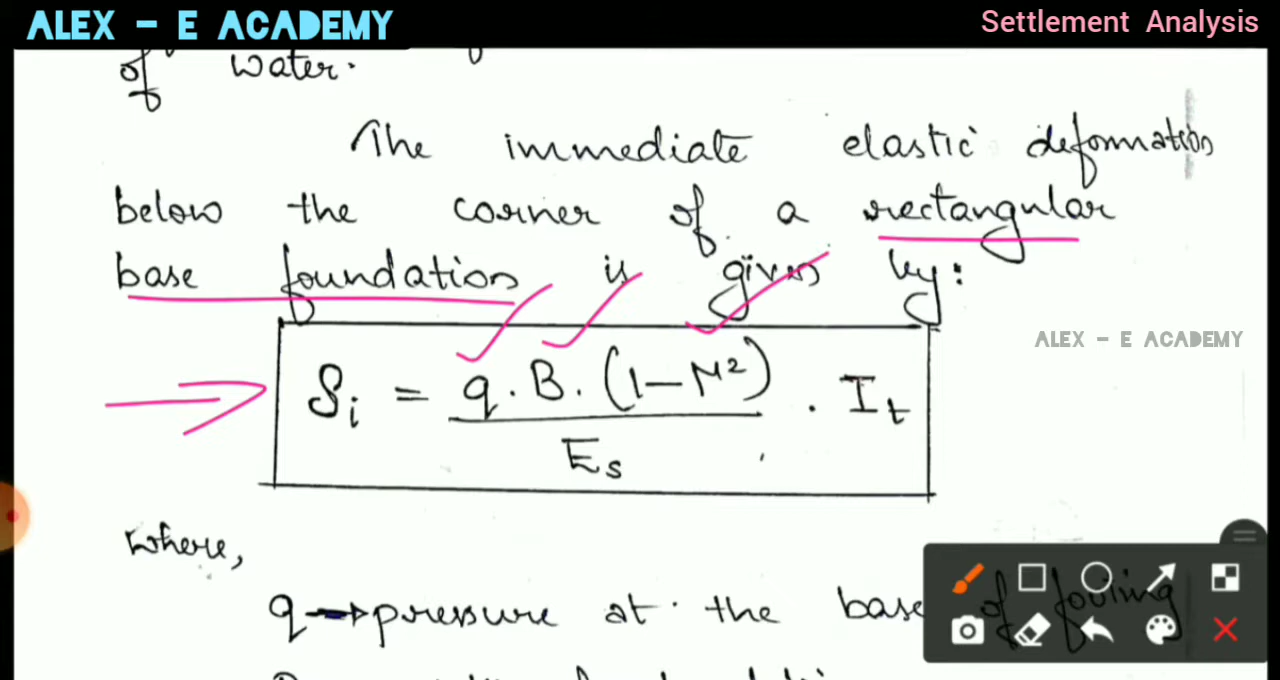 ALEX - E ACADEMY
Settlement Analysis
of water.
The immediate elastic deformation
below the corner of a rectangular
base foundation is given by:
ALEX - E ACADEMY
Si = q.B.(1-μ²) / Es . It
where,
q → pressure at the base of footing